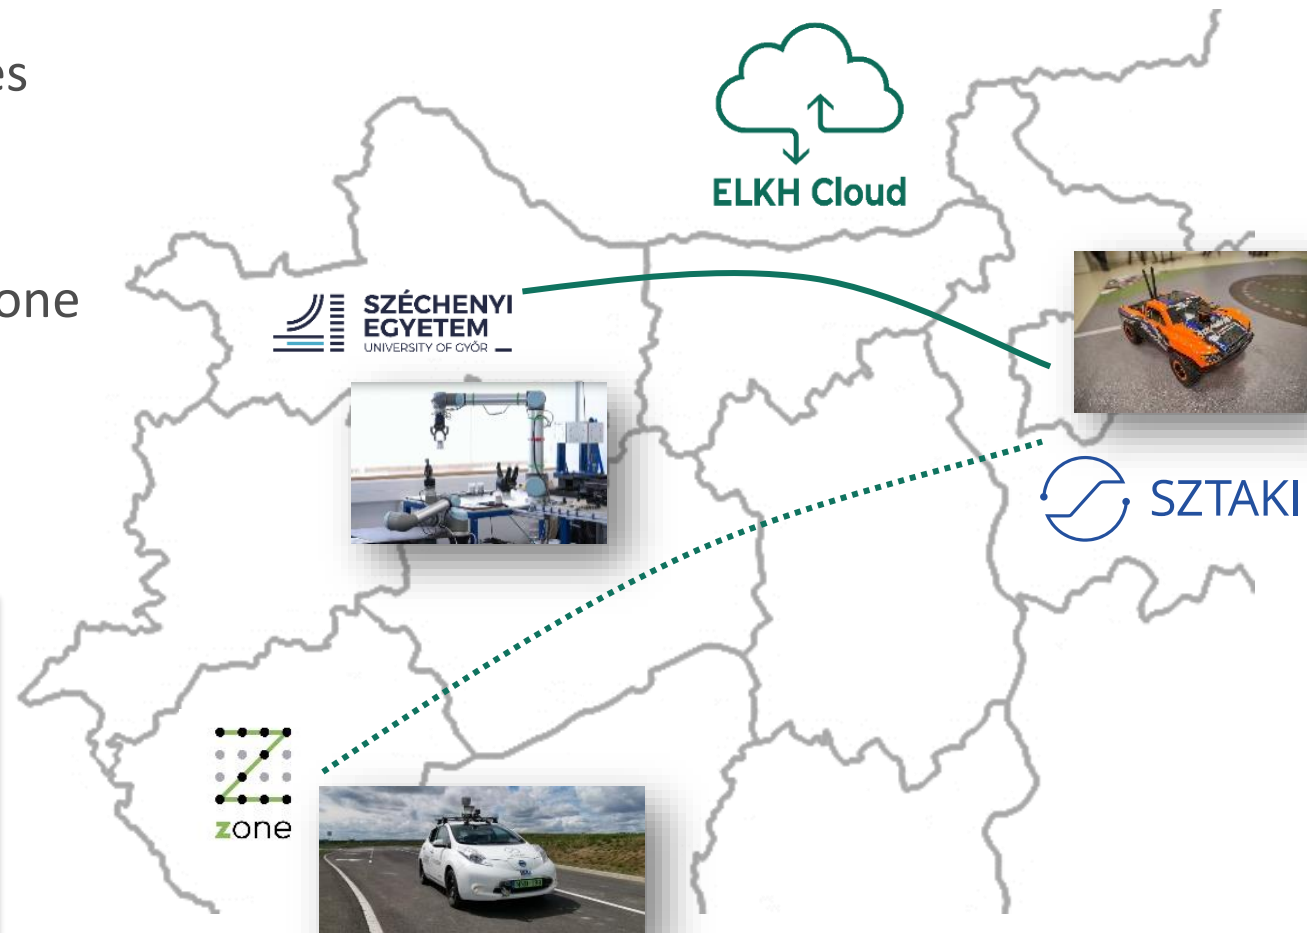 es
one
ELKH Cloud
SZÉCHENYI
EGYETEM
UNIVERSITY OF GYŐR
SZTAKI
zone